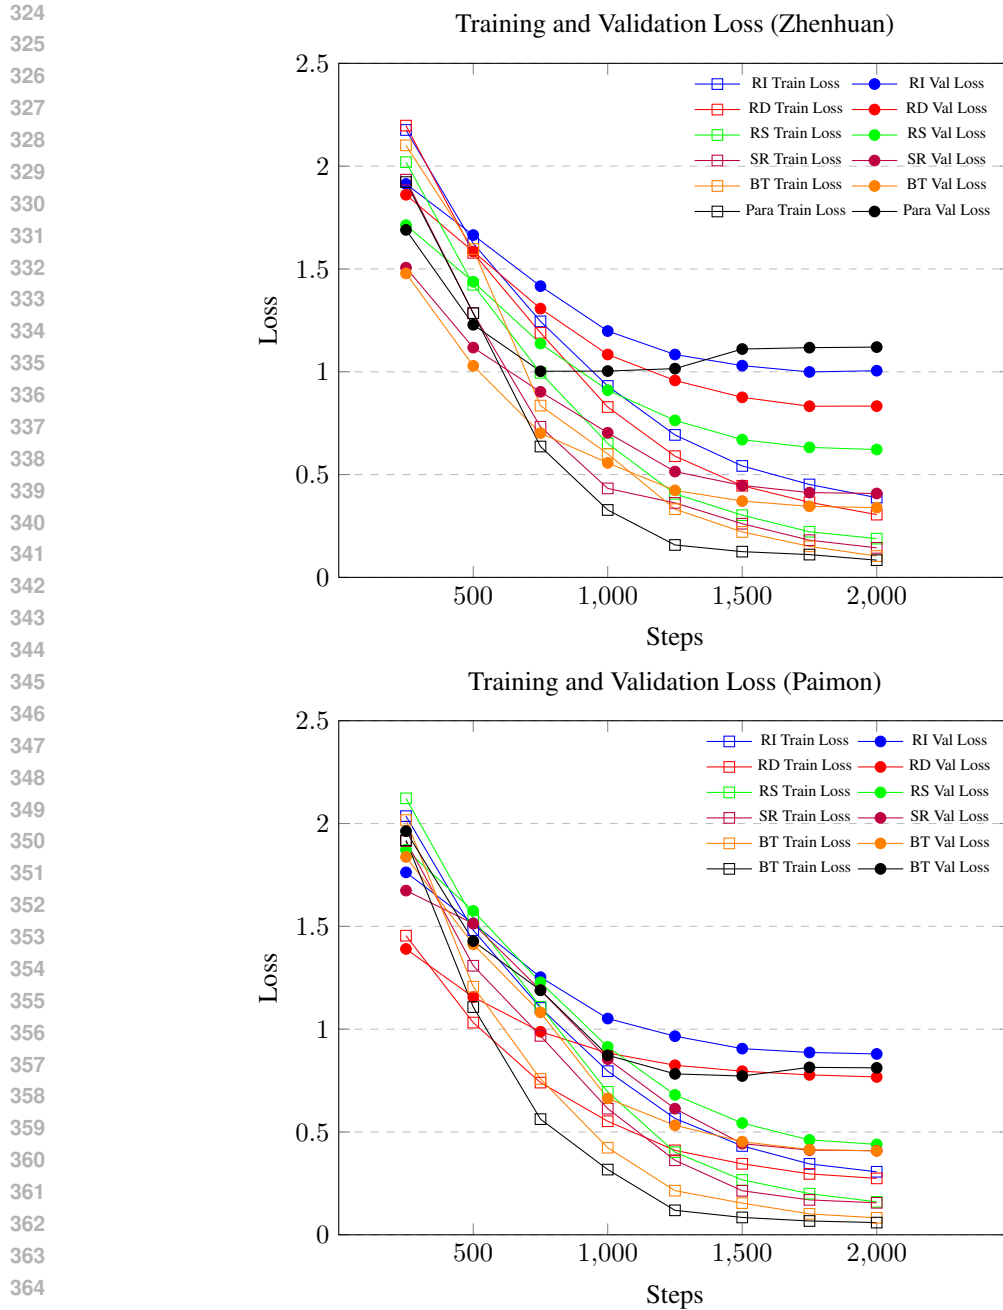 324
325
326
327
328
329
330
331
332
333
334
335
336
337
338
339
340
341
342
343
344
345
346
347
348
349
350
351
352
353
354
355
356
357
358
359
360
361
362
363
364
Training and Validation Loss (Zhenhuan)
2.5
2
1.5
1
0.5
0
Loss
RI Train Loss RI Val Loss
RD Train Loss RD Val Loss
RS Train Loss RS Val Loss
SR Train Loss SR Val Loss
BT Train Loss BT Val Loss
Para Train Loss Para Val Loss
500 1,000 1,500 2,000
Steps
Training and Validation Loss (Paimon)
2.5
2
1.5
1
0.5
0
Loss
RI Train Loss RI Val Loss
RD Train Loss RD Val Loss
RS Train Loss RS Val Loss
SR Train Loss SR Val Loss
BT Train Loss BT Val Loss
BT Train Loss BT Val Loss
500 1,000 1,500 2,000
Steps